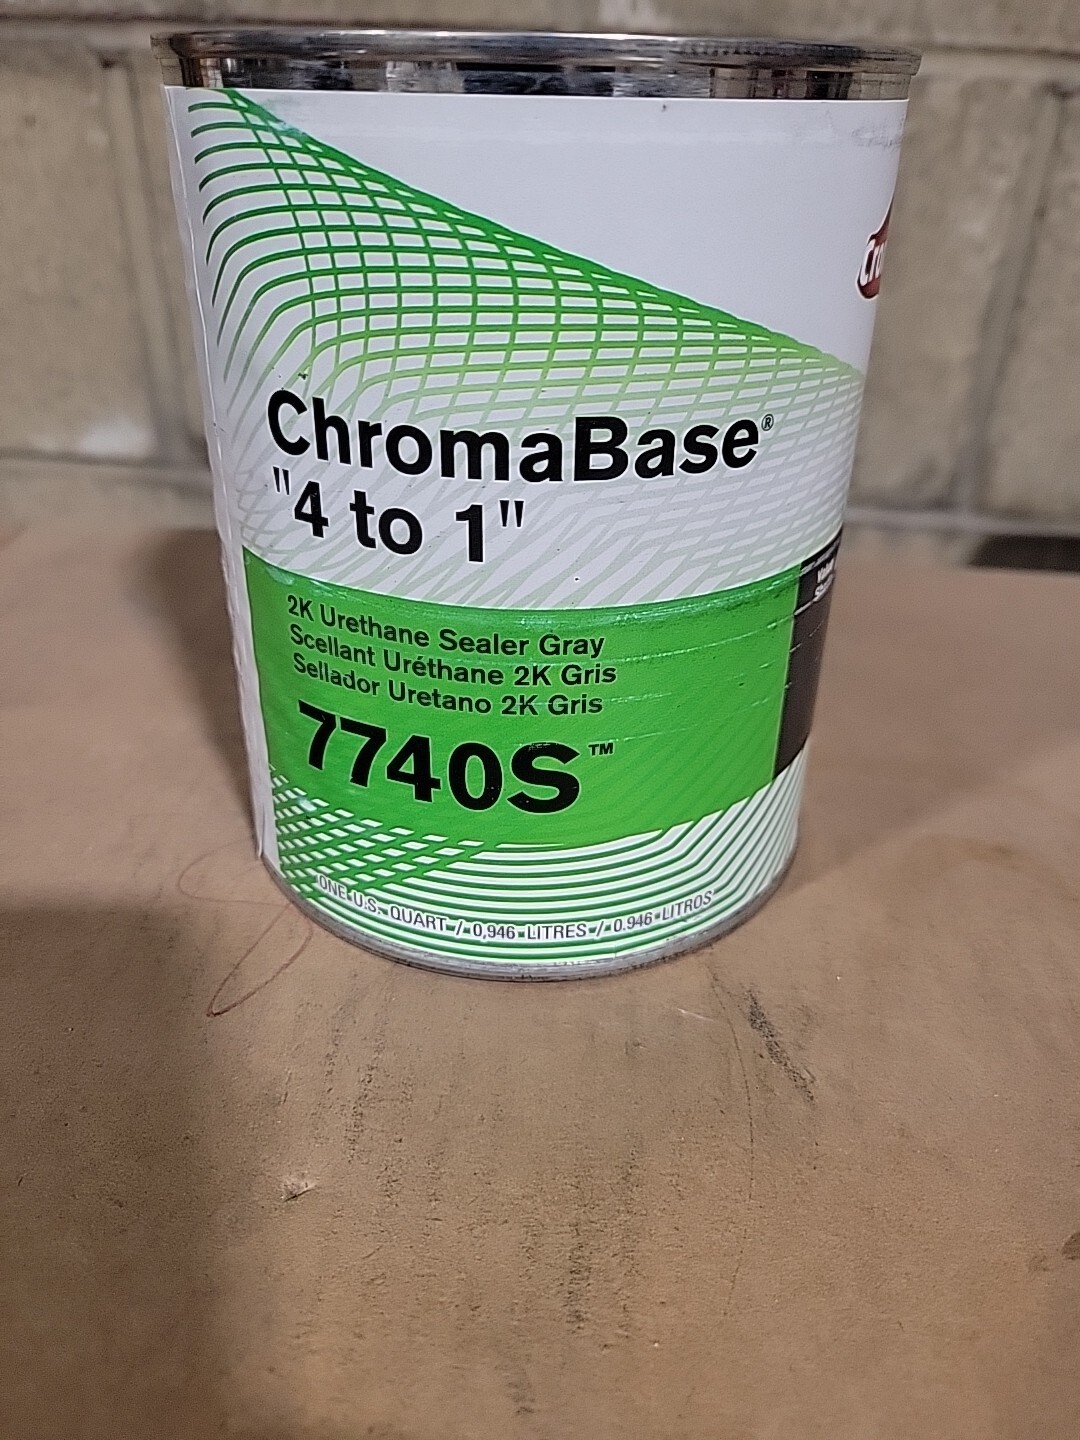 Cro
ChromaBase®
"4 to 1"
2K Urethane Sealer Gray
Scellant Uréthane 2K Gris
Sellador Uretano 2K Gris
7740S™
ONE U.S. QUART / 0,946 LITRES / 0.946 LITROS